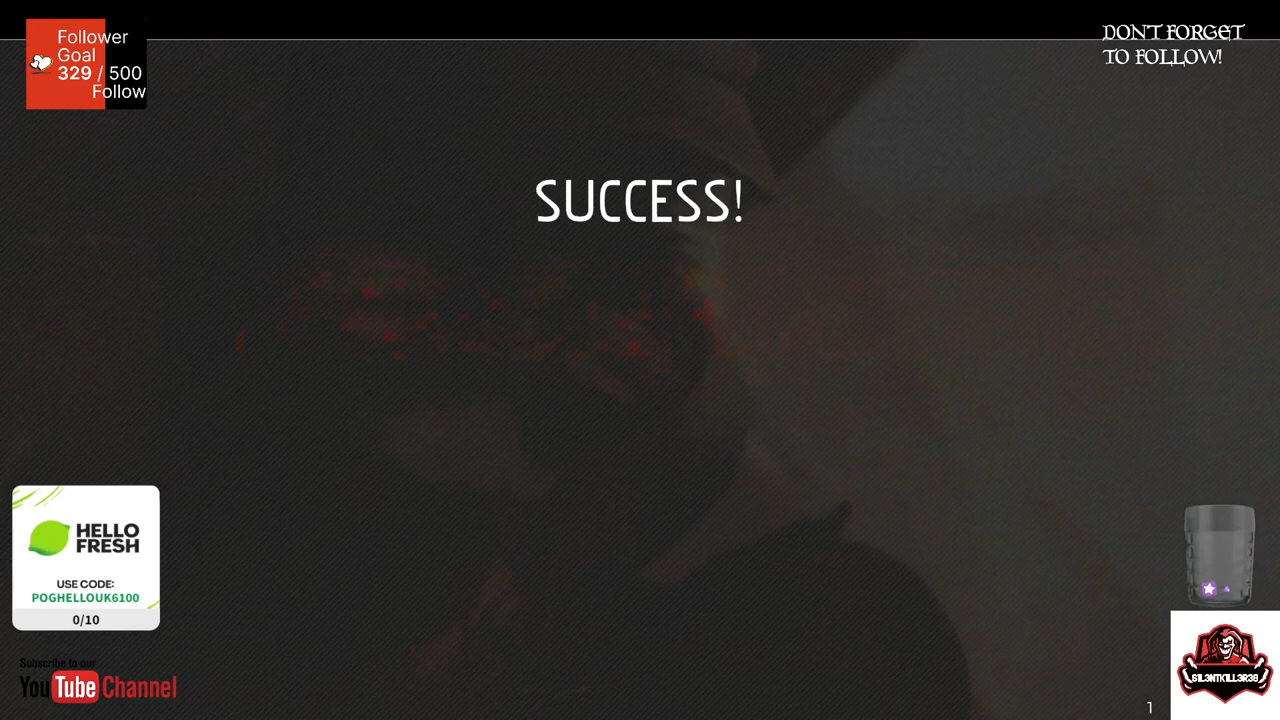 Follower
Goal
329 / 500
Follow
DON'T FORGET
TO FOLLOW!
SUCCESS!
HELLO
FRESH
USE CODE:
POGHELLOUK6100
0/10
Subscribe to our
YouTube Channel
S1L3NTK1LL3R38
1